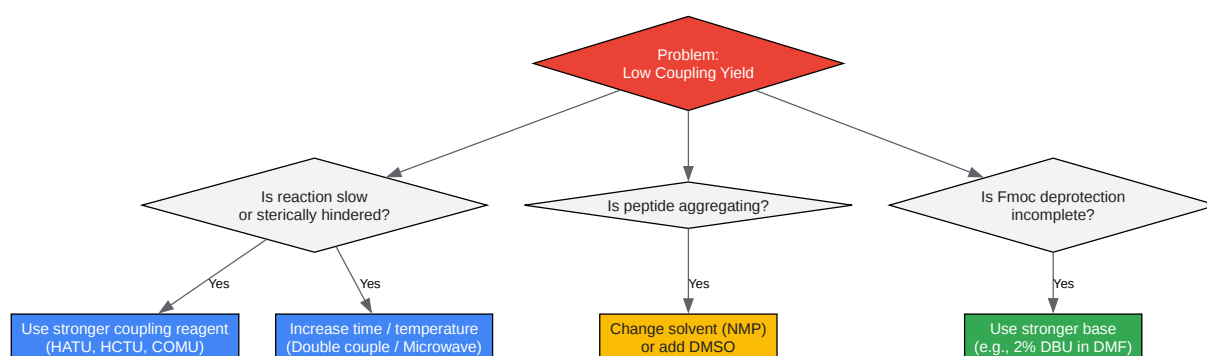 Problem:
Low Coupling Yield
Is reaction slow
or sterically hindered?
Is peptide aggregating?
Is Fmoc deprotection
incomplete?
Yes
Yes
Yes
Yes
Use stronger coupling reagent
(HATU, HCTU, COMU)
Increase time / temperature
(Double couple / Microwave)
Change solvent (NMP)
or add DMSO
Use stronger base
(e.g., 2% DBU in DMF)